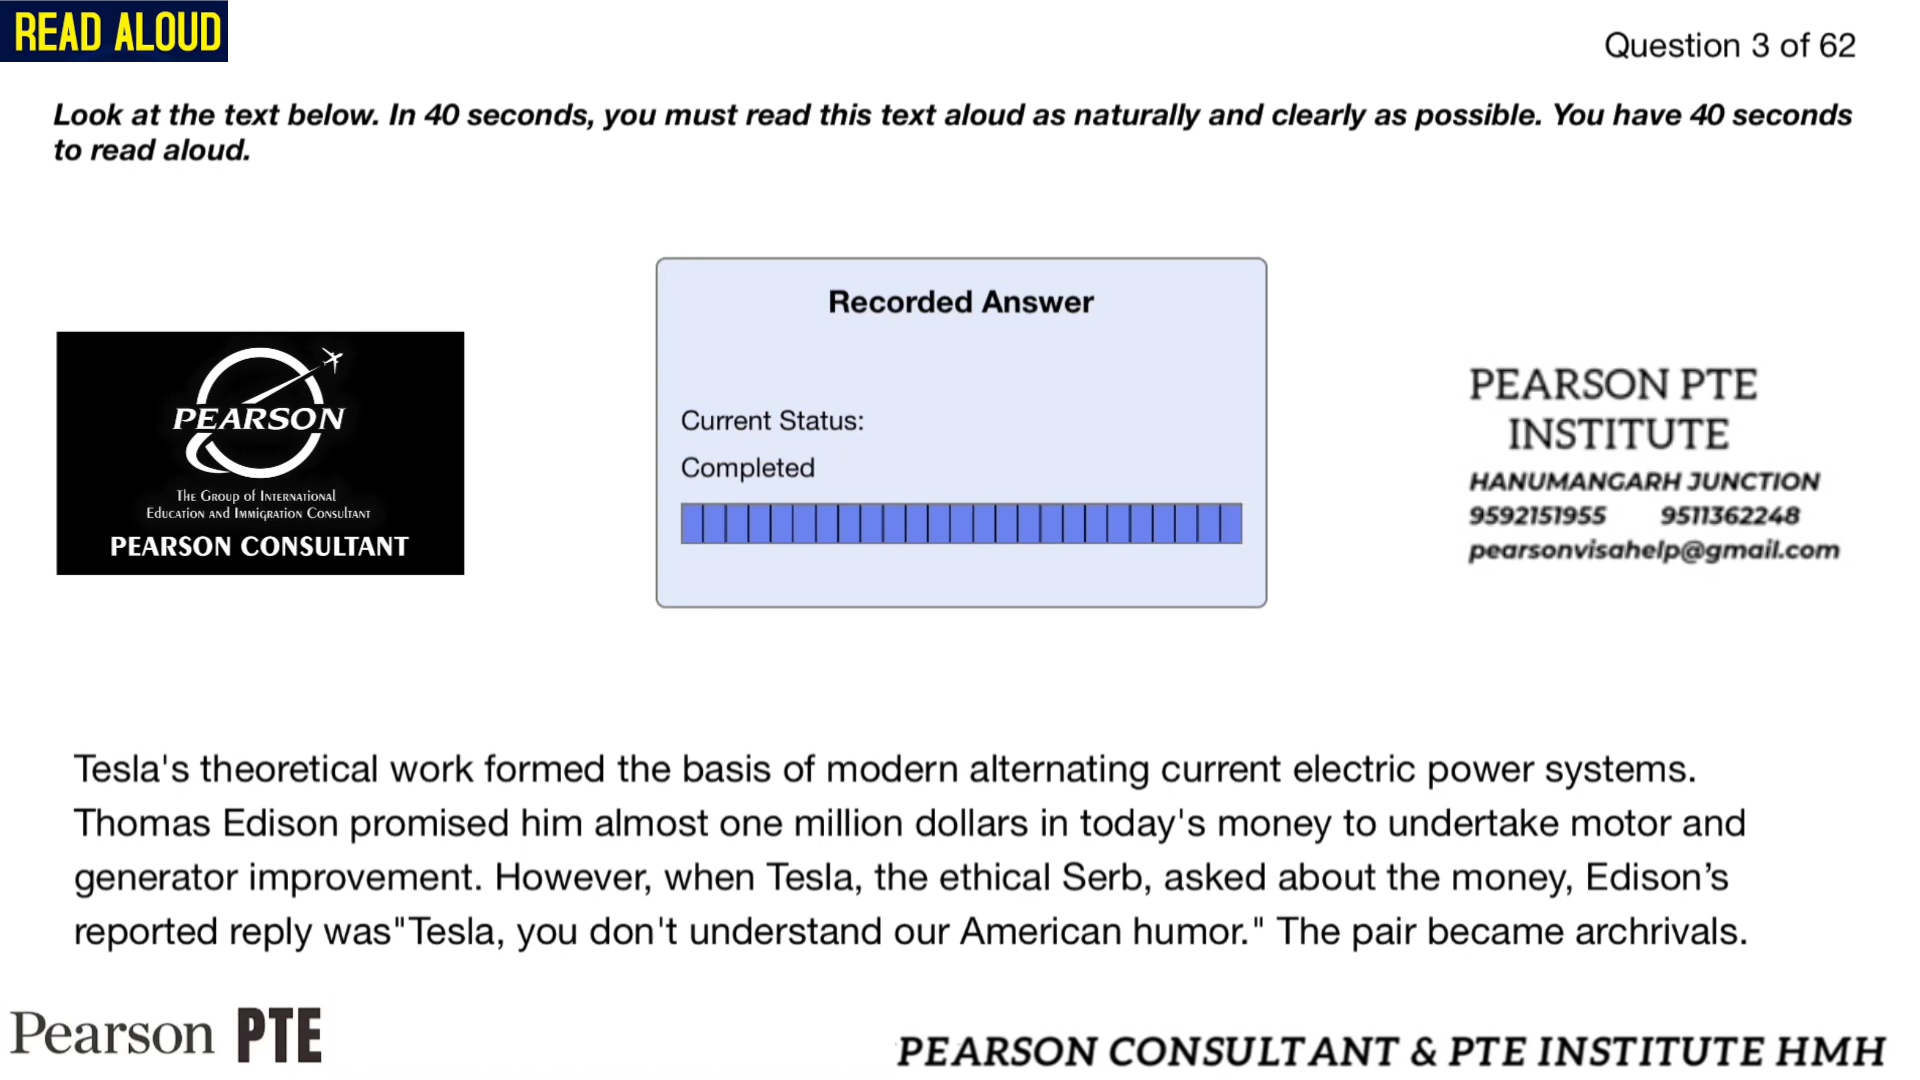 READ ALOUD
Question 3 of 62
Look at the text below. In 40 seconds, you must read this text aloud as naturally and clearly as possible. You have 40 seconds
to read aloud.
Recorded Answer
Current Status:
Completed
PEARSON
The Group of International
Education and Immigration Consultant
PEARSON CONSULTANT
PEARSON PTE
INSTITUTE
HANUMANGARH JUNCTION
9592151955 9511362248
pearsonvisahelp@gmail.com
Tesla's theoretical work formed the basis of modern alternating current electric power systems.
Thomas Edison promised him almost one million dollars in today's money to undertake motor and
generator improvement. However, when Tesla, the ethical Serb, asked about the money, Edison’s
reported reply was"Tesla, you don't understand our American humor." The pair became archrivals.
Pearson PTE
PEARSON CONSULTANT & PTE INSTITUTE HMH